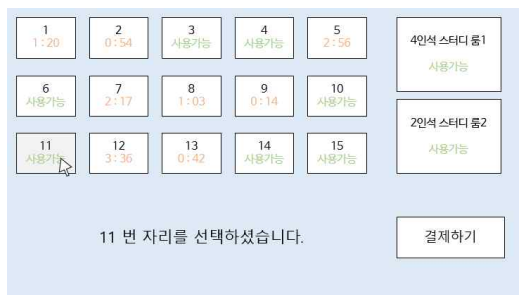 1 2 3 4 5
1:20 0:54 사용가능 사용가능 2:56
4인석 스터디 룸1
사용가능
6 7 8 9 10
사용가능 2:17 1:03 0:14 사용가능
2인석 스터디 룸2
사용가능
11 12 13 14 15
사용가능 3:36 0:42 사용가능 사용가능
11 번 자리를 선택하셨습니다.
결제하기